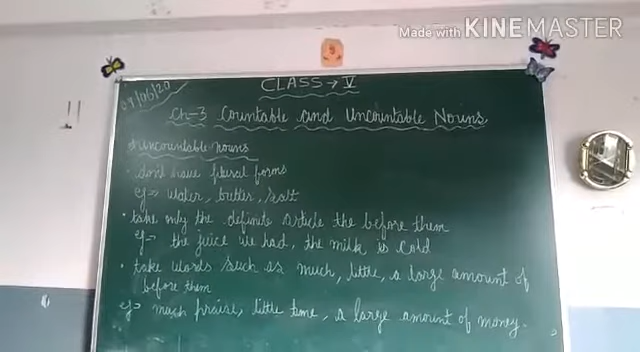 Made with KINEMASTER
CLASS → V
Ch-3 Countable and Uncountable Nouns
Uncountable nouns
• don't have plural forms
eg→ water, butter, salt
• take only the definite article the before them
eg→ the juice we had, the milk is cold
• take words such as much, little, a large amount of
before them
eg→ much praise, little time, a large amount of money.